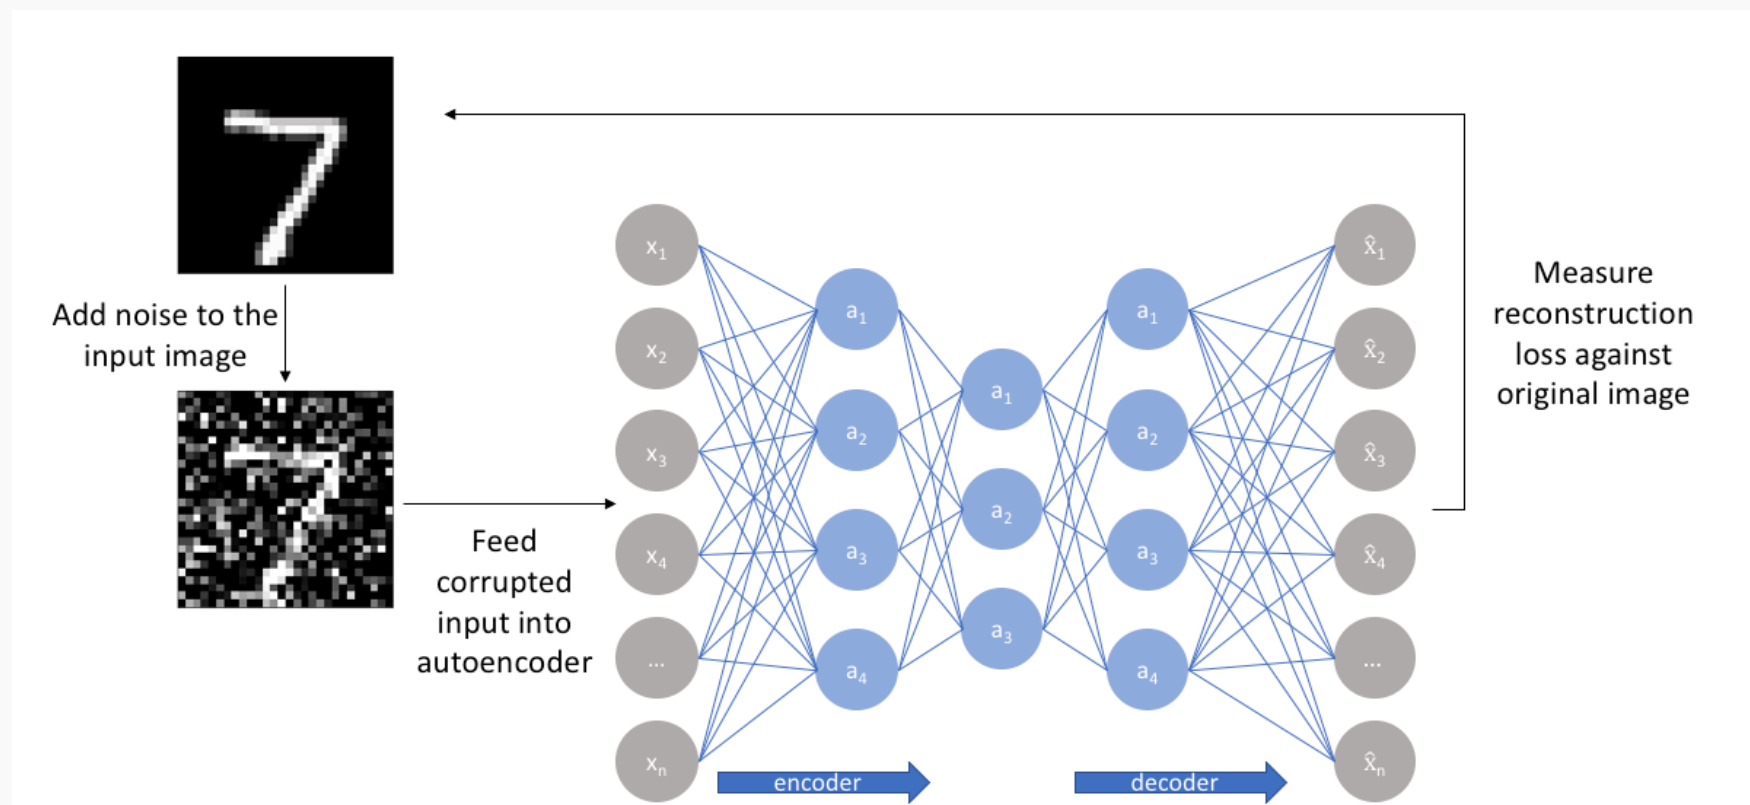 Add noise to the
input image
Feed
corrupted
input into
autoencoder
x₁
x₂
x₃
x₄
...
xₙ
a₁
a₂
a₃
a₄
a₁
a₂
a₃
a₁
a₂
a₃
a₄
x̂₁
x̂₂
x̂₃
x̂₄
...
x̂ₙ
encoder
decoder
Measure
reconstruction
loss against
original image